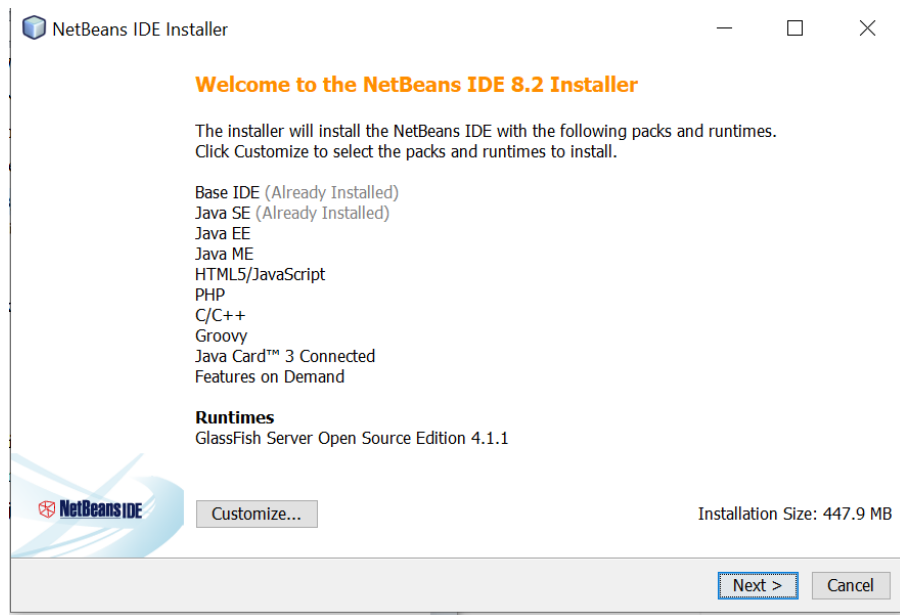 NetBeans IDE Installer
Welcome to the NetBeans IDE 8.2 Installer
The installer will install the NetBeans IDE with the following packs and runtimes.
Click Customize to select the packs and runtimes to install.
Base IDE (Already Installed)
Java SE (Already Installed)
Java EE
Java ME
HTML5/JavaScript
PHP
C/C++
Groovy
Java Card™ 3 Connected
Features on Demand
Runtimes
GlassFish Server Open Source Edition 4.1.1
NetBeans IDE
Customize...
Installation Size: 447.9 MB
Next >
Cancel